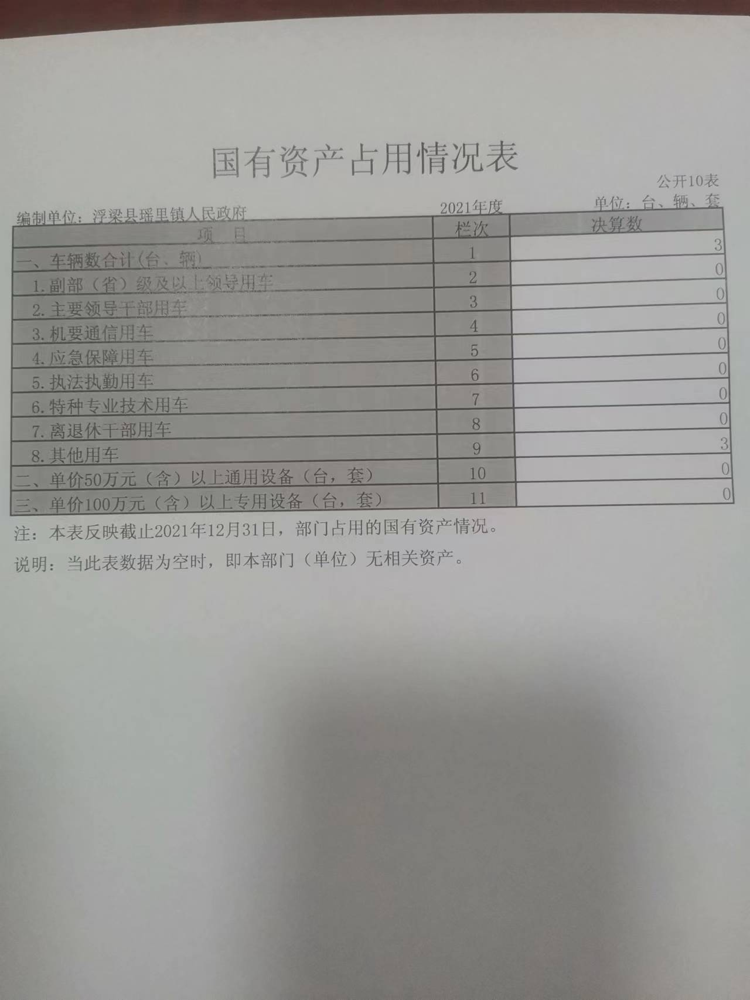 国有资产占用情况表
公开10表
编制单位：浮梁县瑶里镇人民政府 2021年度 单位：台、辆、套
项 目 栏次 决算数
一、车辆数合计(台、辆) 1 3
1.副部（省）级及以上领导用车 2 0
2.主要领导干部用车 3 0
3.机要通信用车 4 0
4.应急保障用车 5 0
5.执法执勤用车 6 0
6.特种专业技术用车 7 0
7.离退休干部用车 8 0
8.其他用车 9 3
二、单价50万元（含）以上通用设备（台，套） 10 0
三、单价100万元（含）以上专用设备（台，套） 11 0
注：本表反映截止2021年12月31日，部门占用的国有资产情况。
说明：当此表数据为空时，即本部门（单位）无相关资产。